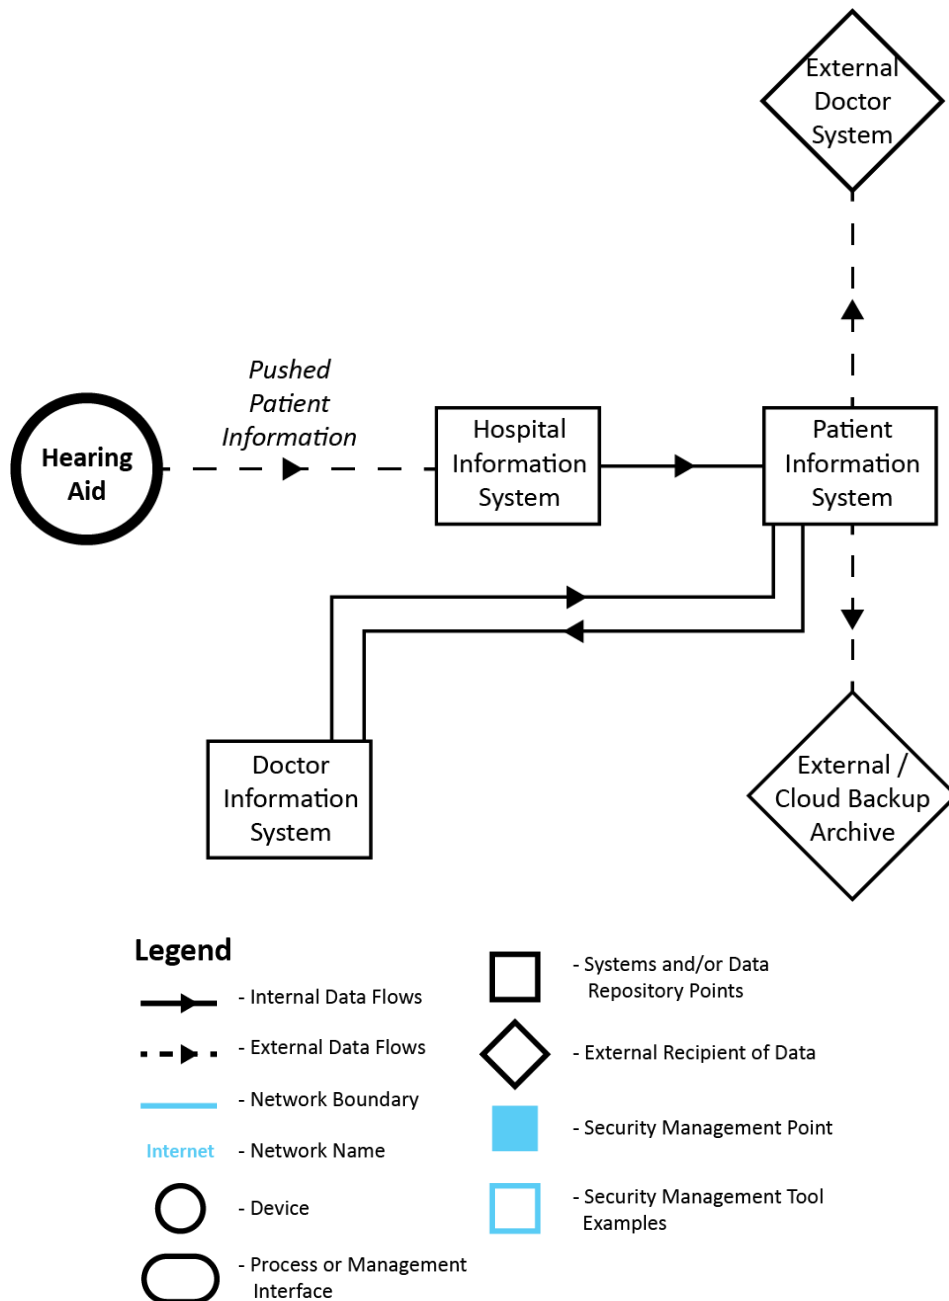 External
Doctor
System
Pushed
Patient
Information
Hearing
Aid
Hospital
Information
System
Patient
Information
System
Doctor
Information
System
External /
Cloud Backup
Archive
Legend
- Internal Data Flows
- External Data Flows
- Network Boundary
Internet - Network Name
- Device
- Process or Management
Interface
- Systems and/or Data
Repository Points
- External Recipient of Data
- Security Management Point
- Security Management Tool
Examples